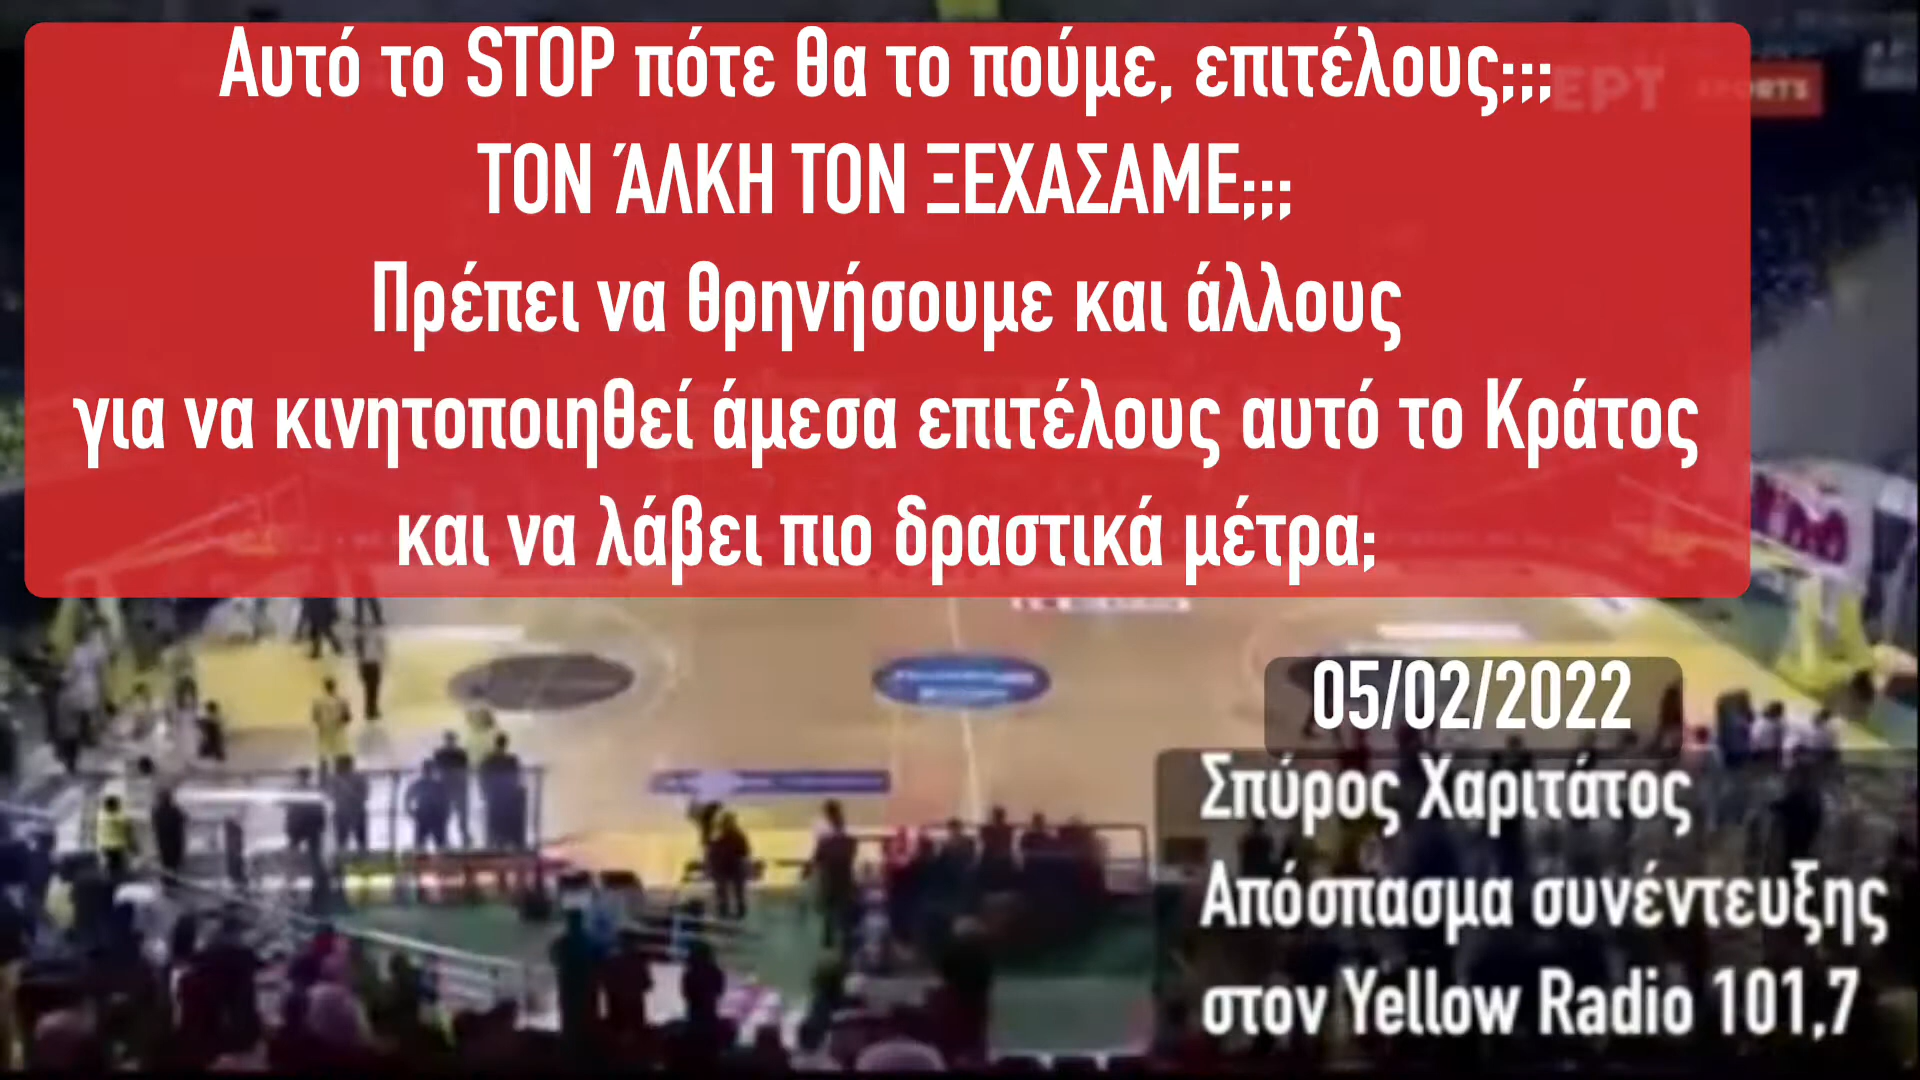 Αυτό το STOP πότε θα το πούμε, επιτέλους;;;
ΤΟΝ ΆΛΚΗ ΤΟΝ ΞΕΧΑΣΑΜΕ;;;
Πρέπει να θρηνήσουμε και άλλους
για να κινητοποιηθεί άμεσα επιτέλους αυτό το Κράτος
και να λάβει πιο δραστικά μέτρα;
ΕΡΤ SPORTS
05/02/2022
Σπύρος Χαριτάτος
Απόσπασμα συνέντευξης
στον Yellow Radio 101,7